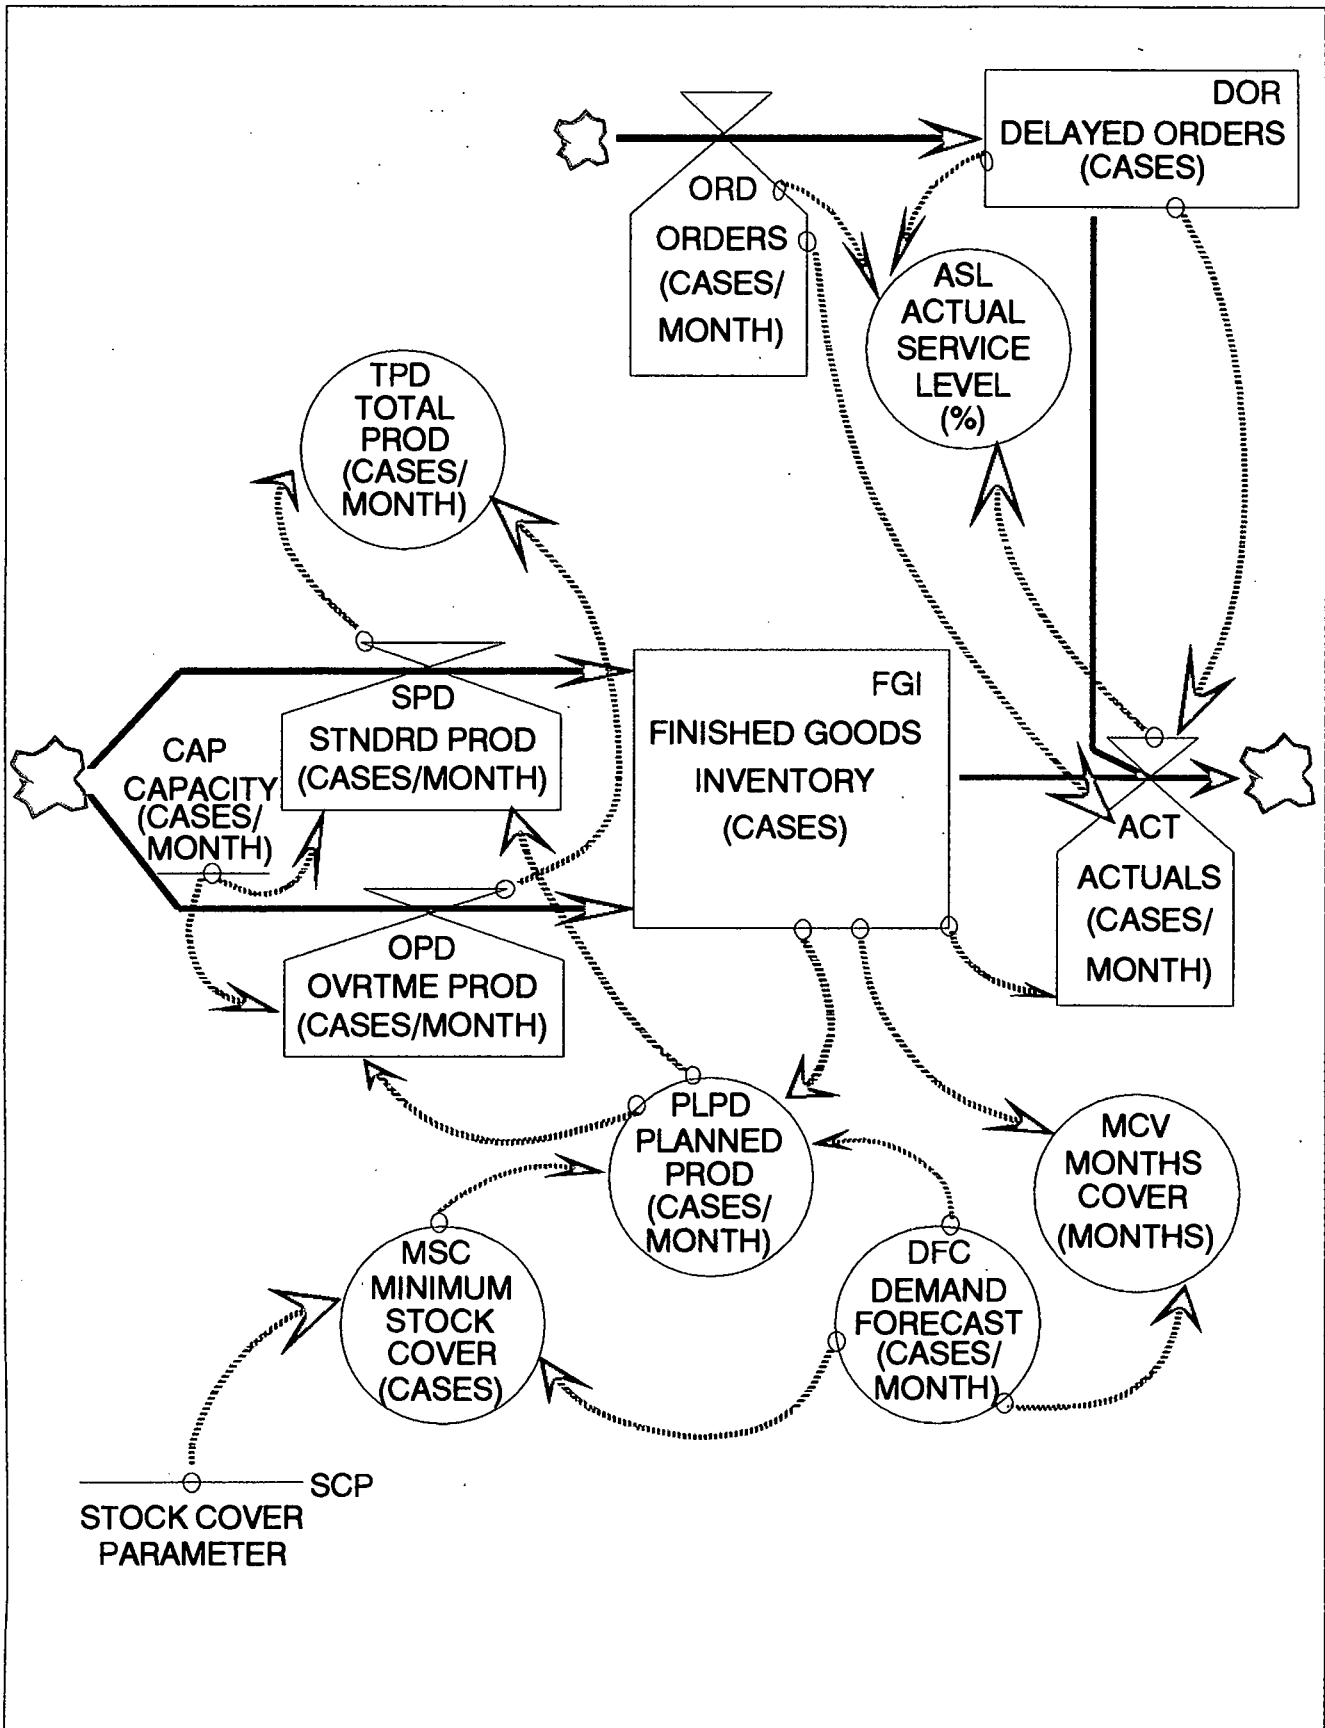 DOR
DELAYED ORDERS
(CASES)
ORD
ORDERS
(CASES/
MONTH)
ASL
ACTUAL
SERVICE
LEVEL
(%)
TPD
TOTAL
PROD
(CASES/
MONTH)
SPD
STNDRD PROD
(CASES/MONTH)
CAP
CAPACITY
(CASES/
MONTH)
FGI
FINISHED GOODS
INVENTORY
(CASES)
ACT
ACTUALS
(CASES/
MONTH)
OPD
OVRTME PROD
(CASES/MONTH)
PLPD
PLANNED
PROD
(CASES/
MONTH)
MCV
MONTHS
COVER
(MONTHS)
MSC
MINIMUM
STOCK
COVER
(CASES)
DFC
DEMAND
FORECAST
(CASES/
MONTH)
SCP
STOCK COVER
PARAMETER